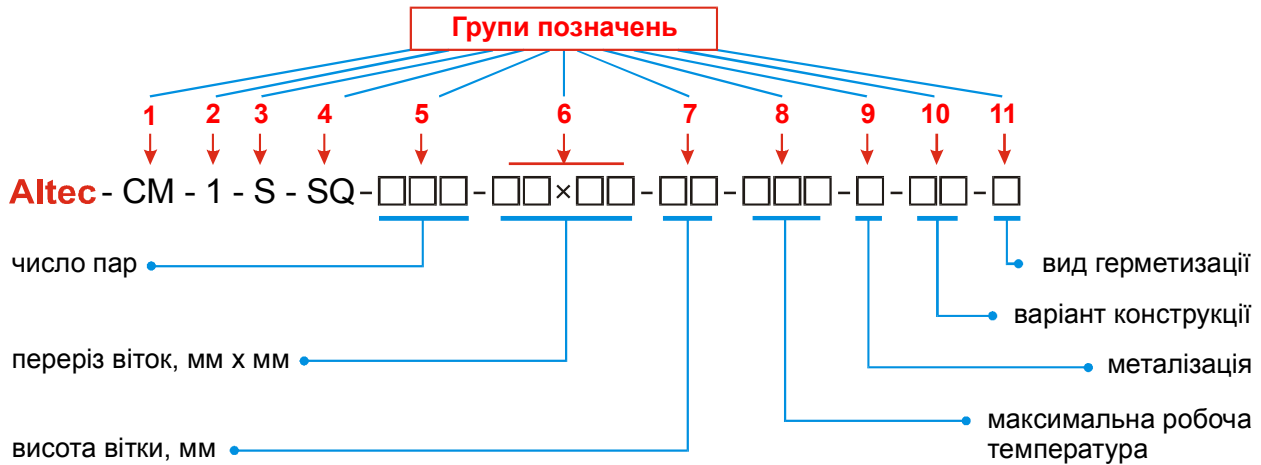 Групи позначень
1 2 3 4 5 6 7 8 9 10 11
Altec - CM - 1 - S - SQ-□□□-□□×□□-□□-□□□-□-□□-□
число пар
вид герметизації
варіант конструкції
переріз віток, мм х мм
металізація
максимальна робоча
температура
висота вітки, мм